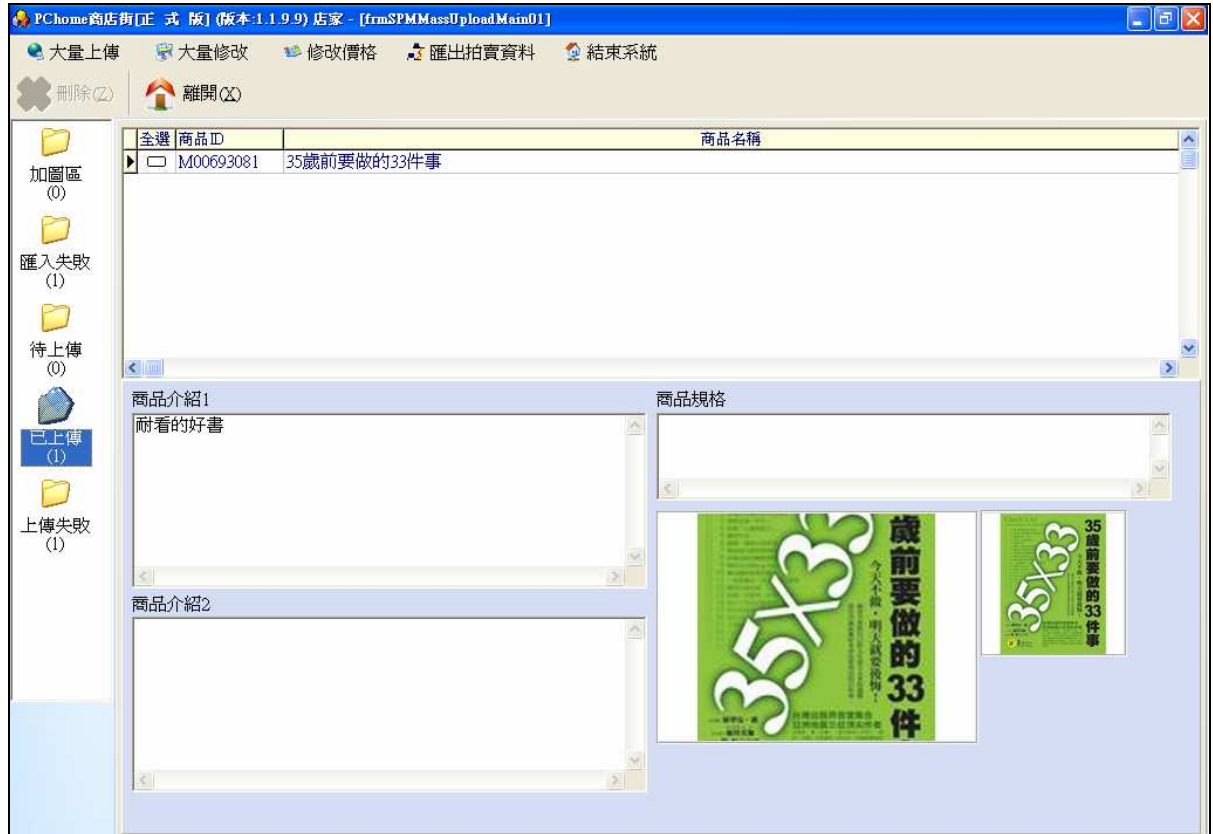 PChome商店街[正 式 版] (版本:1.1.9.9) 店家 - [frmSPMMassUploadMain01]
大量上傳 大量修改 修改價格 匯出拍賣資料 結束系統
刪除(Z) 離開(X)
加圖區
(0)
匯入失敗
(1)
待上傳
(0)
已上傳
(1)
上傳失敗
(1)
全選 商品ID 商品名稱
M00693081 35歲前要做的33件事
商品介紹1
耐看的好書
商品規格
商品介紹2
35X33
歲前要做的33件
今天不做，明天就要後悔！
35X33
35歲前要做的33件事